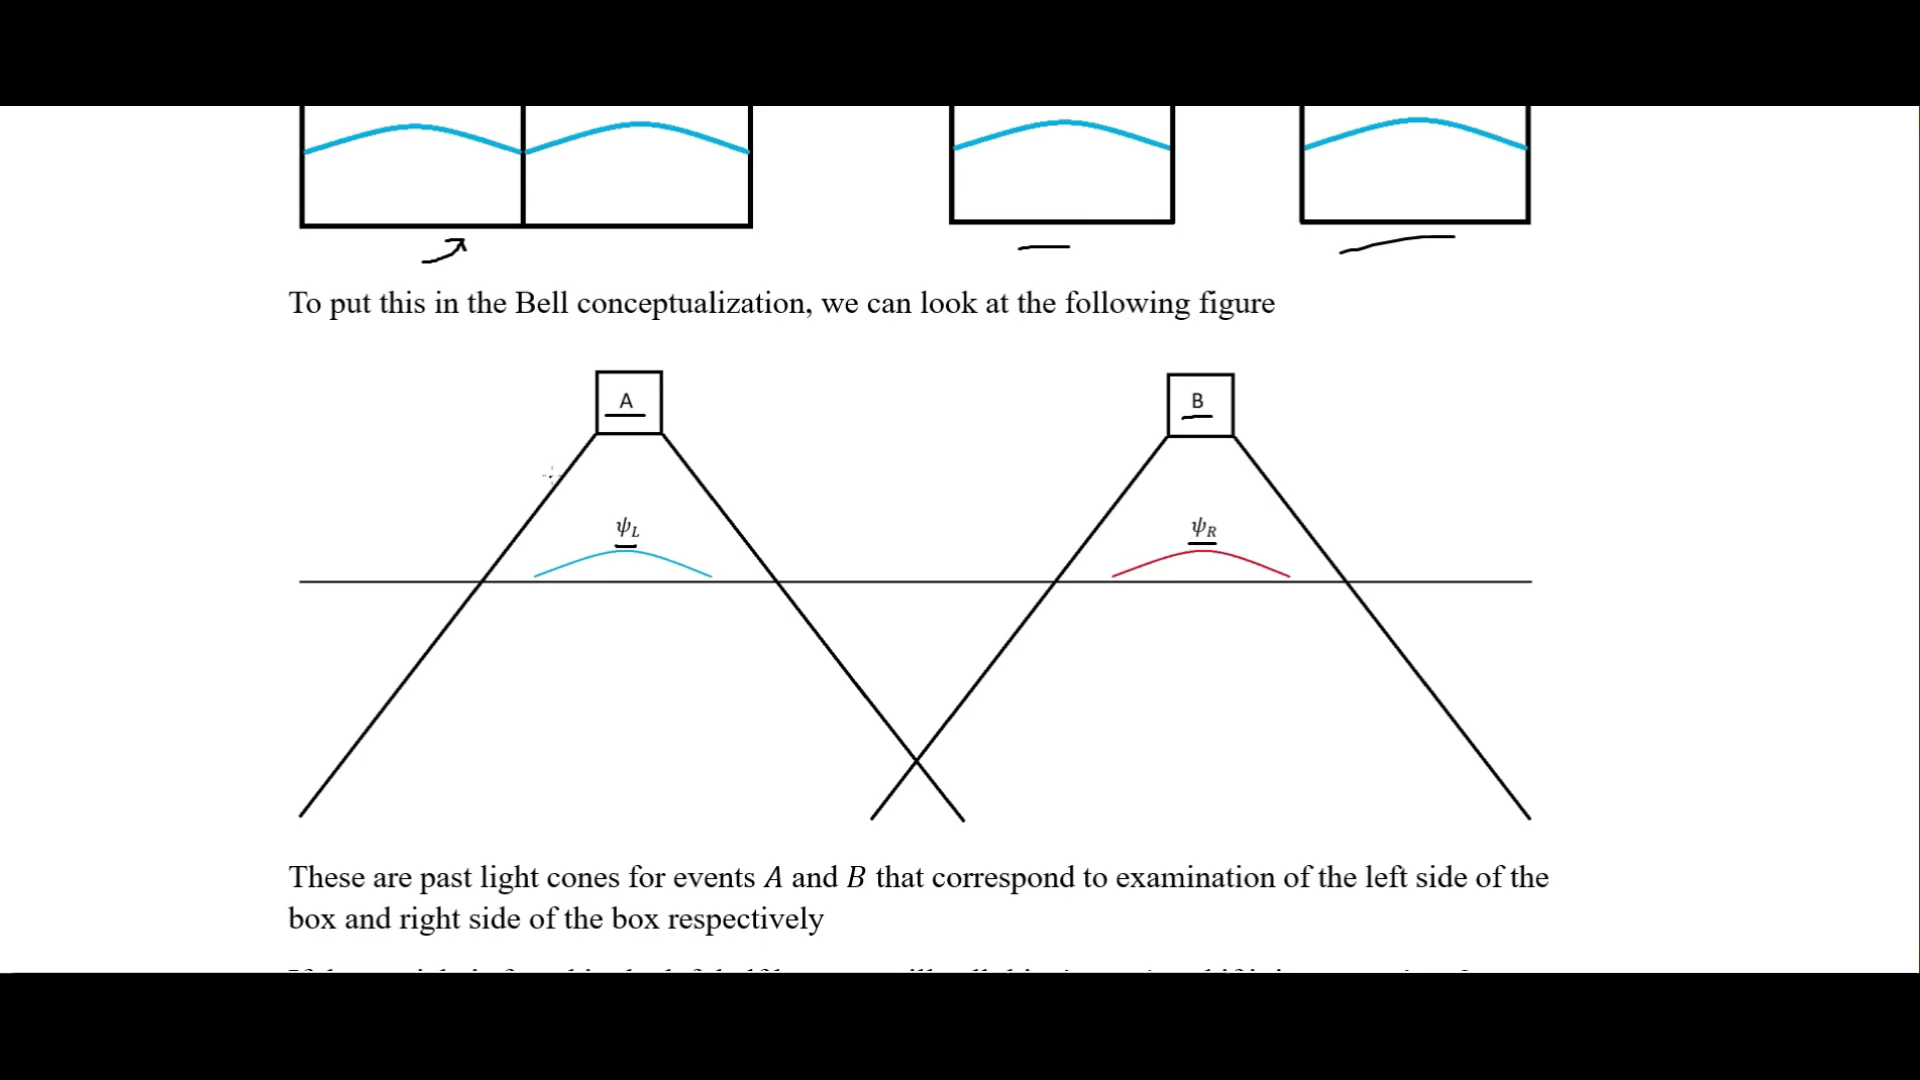 To put this in the Bell conceptualization, we can look at the following figure
A
B
ψL
ψR
These are past light cones for events A and B that correspond to examination of the left side of the
box and right side of the box respectively